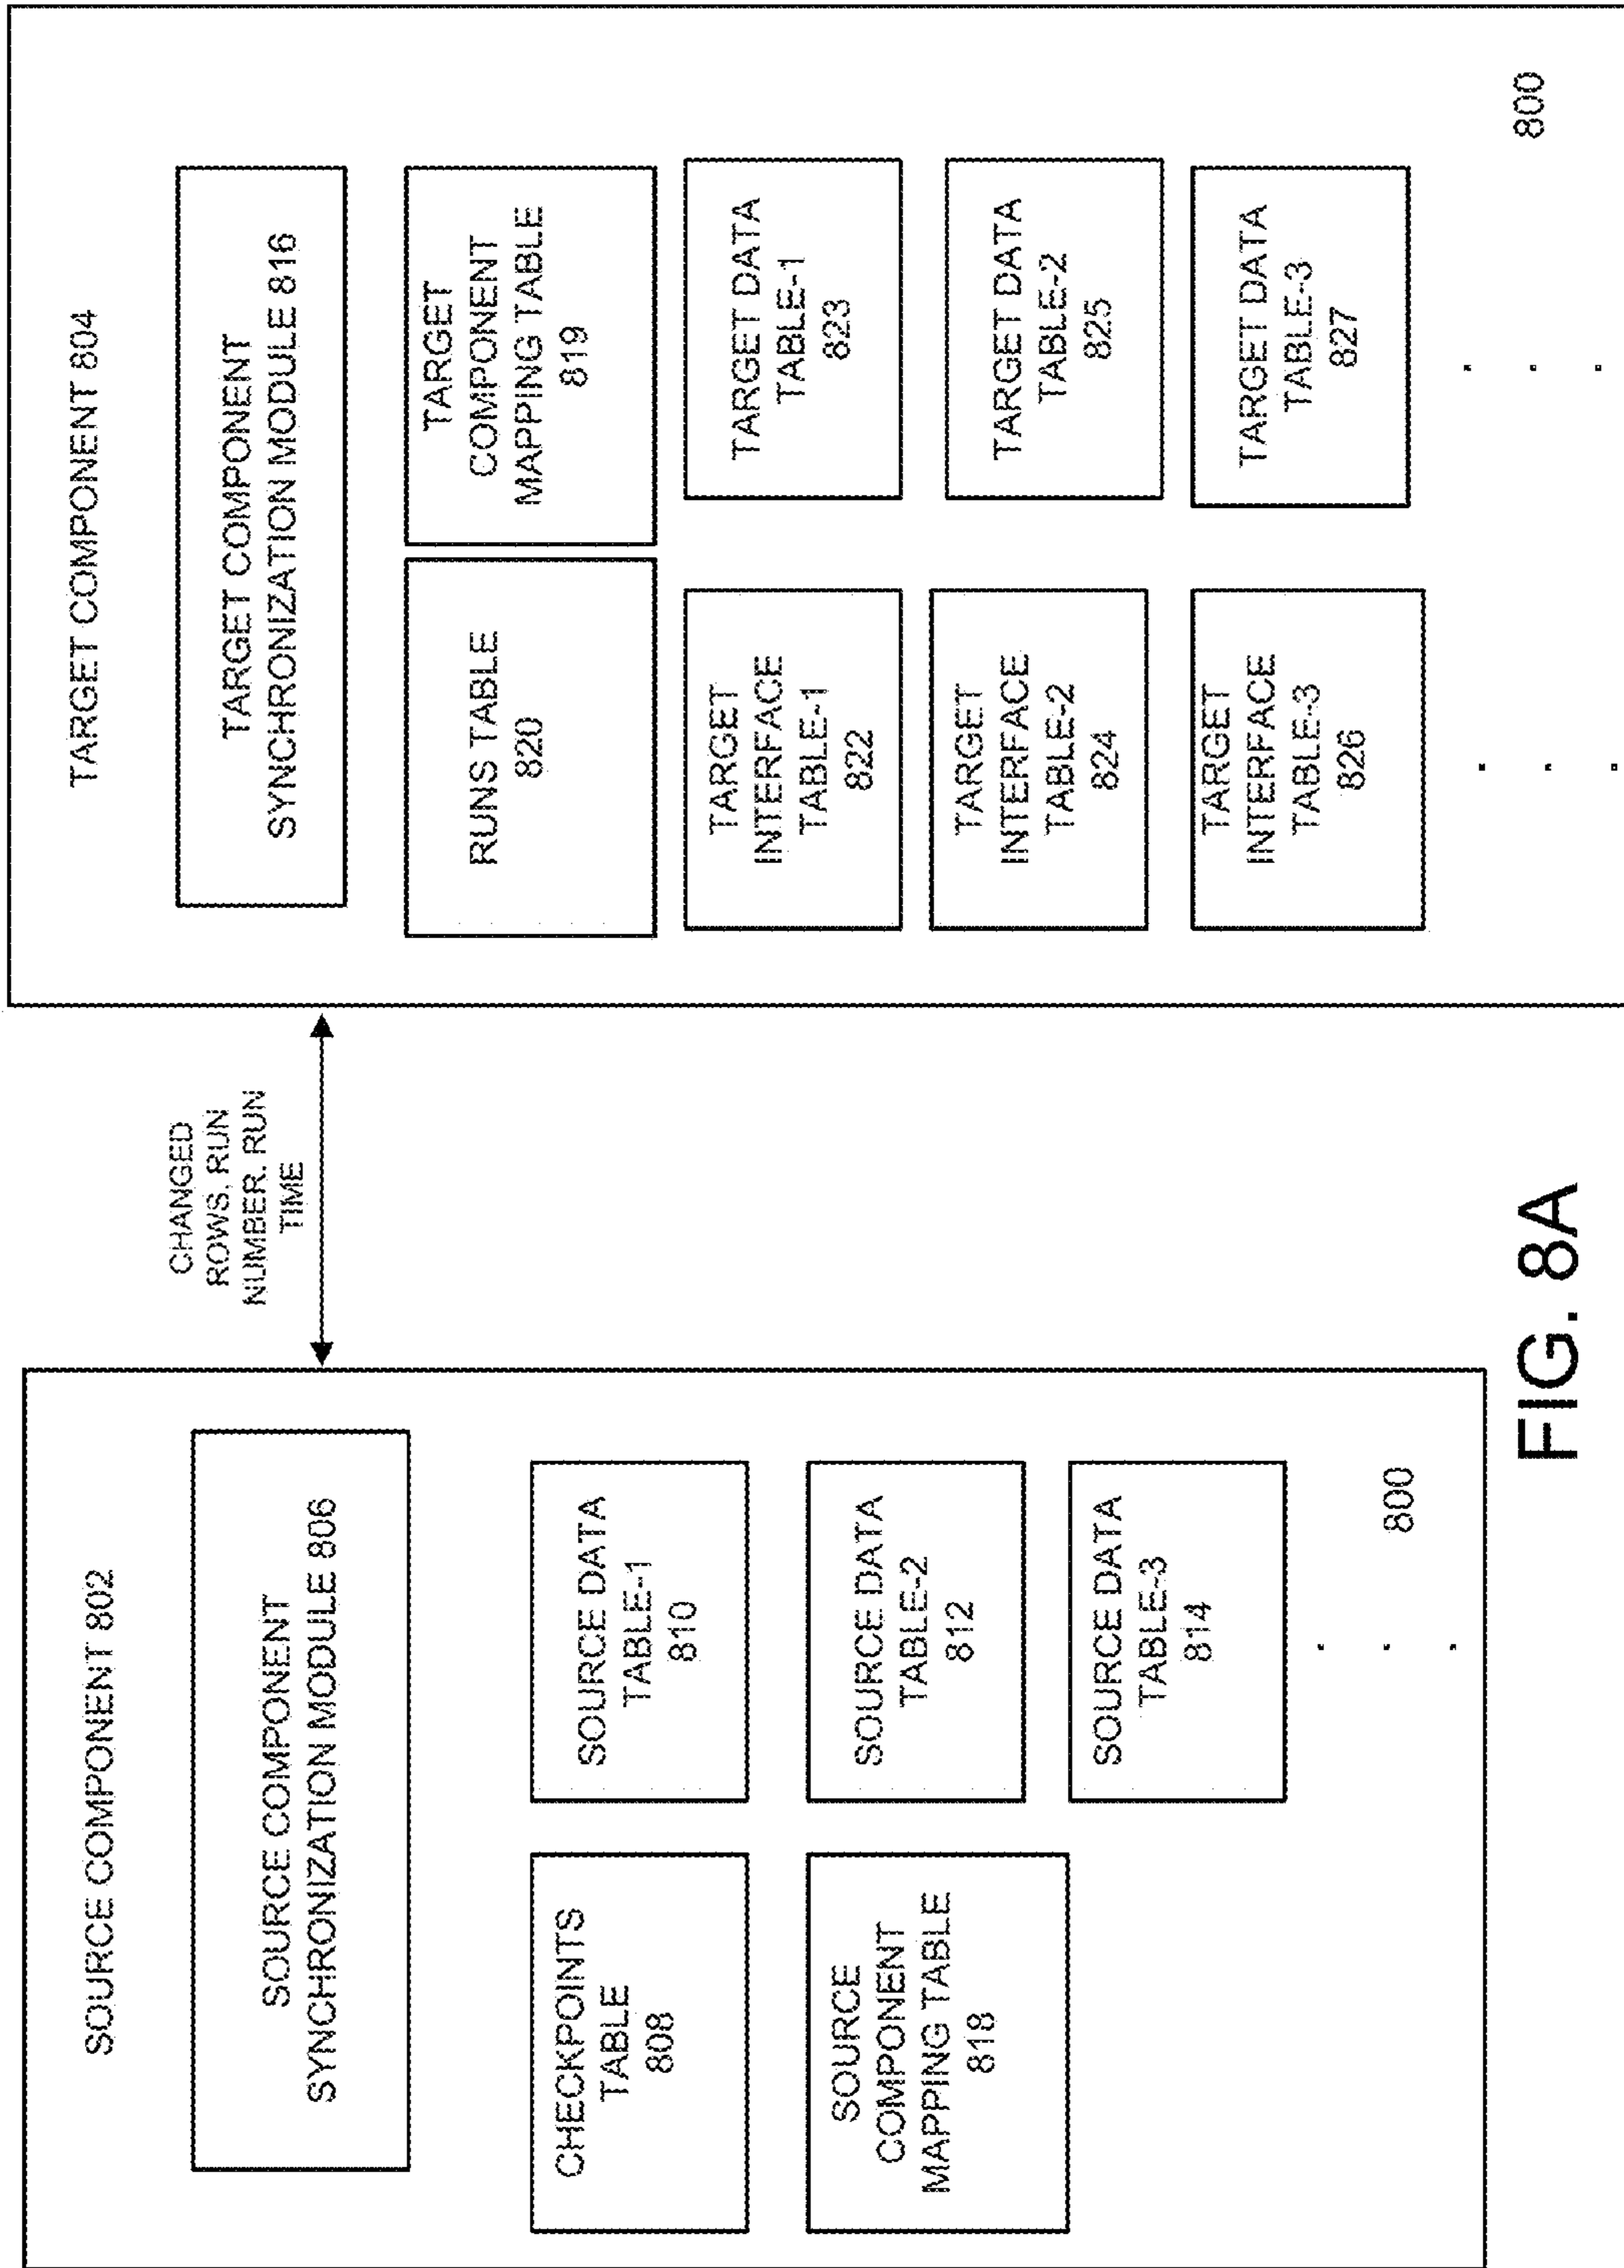 SOURCE COMPONENT 802
SOURCE COMPONENT
SYNCHRONIZATION MODULE 806
CHECKPOINTS
TABLE
808
SOURCE DATA
TABLE-1
810
SOURCE
COMPONENT
MAPPING TABLE
818
SOURCE DATA
TABLE-2
812
SOURCE DATA
TABLE-3
814
.
.
.
800
CHANGED
ROWS, RUN
NUMBER, RUN
TIME
TARGET COMPONENT 804
TARGET COMPONENT
SYNCHRONIZATION MODULE 816
RUNS TABLE
820
TARGET
COMPONENT
MAPPING TABLE
819
TARGET
INTERFACE
TABLE-1
822
TARGET DATA
TABLE-1
823
TARGET
INTERFACE
TABLE-2
824
TARGET DATA
TABLE-2
825
TARGET
INTERFACE
TABLE-3
826
TARGET DATA
TABLE-3
827
.
.
.
.
.
.
800
FIG. 8A